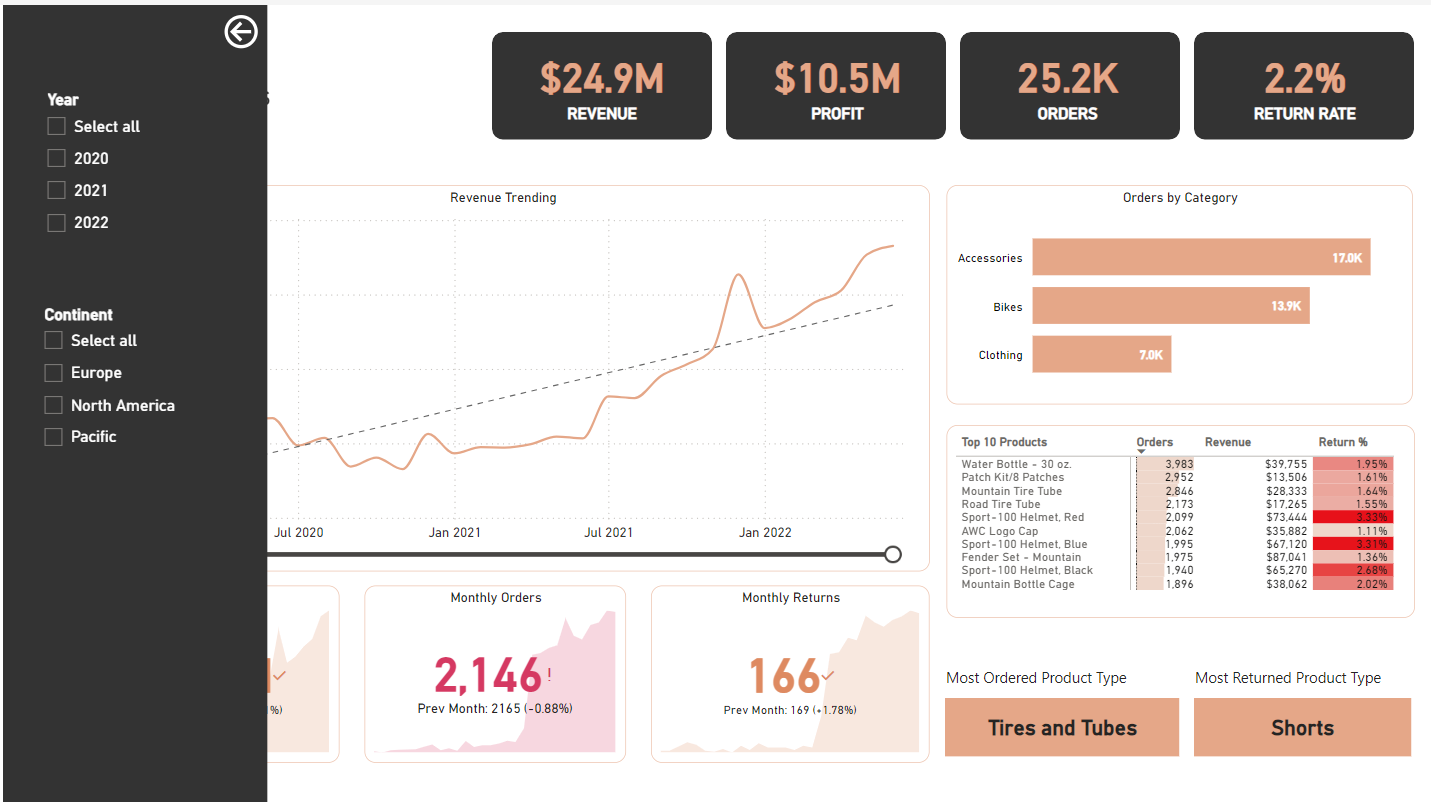 Year
Select all
2020
2021
2022
Continent
Select all
Europe
North America
Pacific
$24.9M
REVENUE
$10.5M
PROFIT
25.2K
ORDERS
2.2%
RETURN RATE
Revenue Trending
Jul 2020
Jan 2021
Jul 2021
Jan 2022
Orders by Category
Accessories 17.0K
Bikes 13.9K
Clothing 7.0K
Top 10 Products Orders Revenue Return %
Water Bottle - 30 oz. 3,983 $39,755 1.95%
Patch Kit/8 Patches 2,952 $13,506 1.61%
Mountain Tire Tube 2,846 $28,333 1.64%
Road Tire Tube 2,173 $17,265 1.55%
Sport-100 Helmet, Red 2,099 $73,444 3.33%
AWC Logo Cap 2,062 $35,882 1.11%
Sport-100 Helmet, Blue 1,995 $67,120 3.31%
Fender Set - Mountain 1,975 $87,041 1.36%
Sport-100 Helmet, Black 1,940 $65,270 2.68%
Mountain Bottle Cage 1,896 $38,062 2.02%
%)
Monthly Orders
2,146!
Prev Month: 2165 (-0.88%)
Monthly Returns
166
Prev Month: 169 (+1.78%)
Most Ordered Product Type
Tires and Tubes
Most Returned Product Type
Shorts